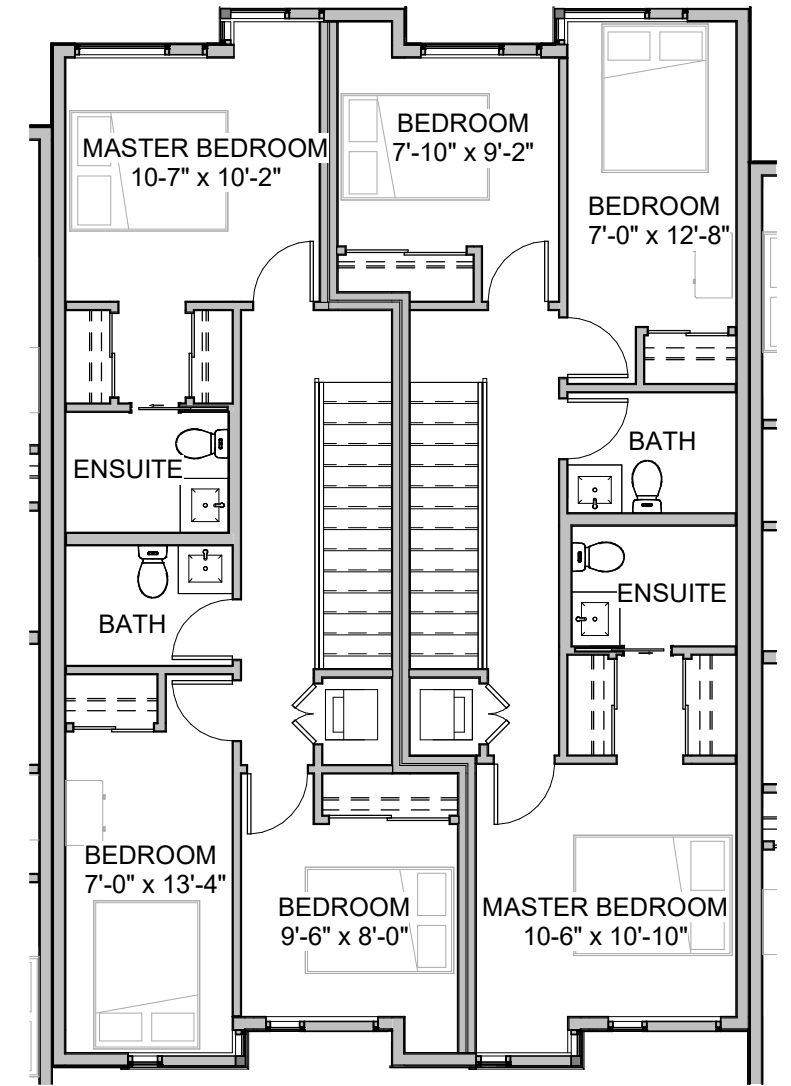 MASTER BEDROOM
10-7" x 10'-2"
BEDROOM
7'-10" x 9'-2"
BEDROOM
7'-0" x 12'-8"
ENSUITE
BATH
BATH
ENSUITE
BEDROOM
7'-0" x 13'-4"
BEDROOM
9'-6" x 8'-0"
MASTER BEDROOM
10-6" x 10'-10"